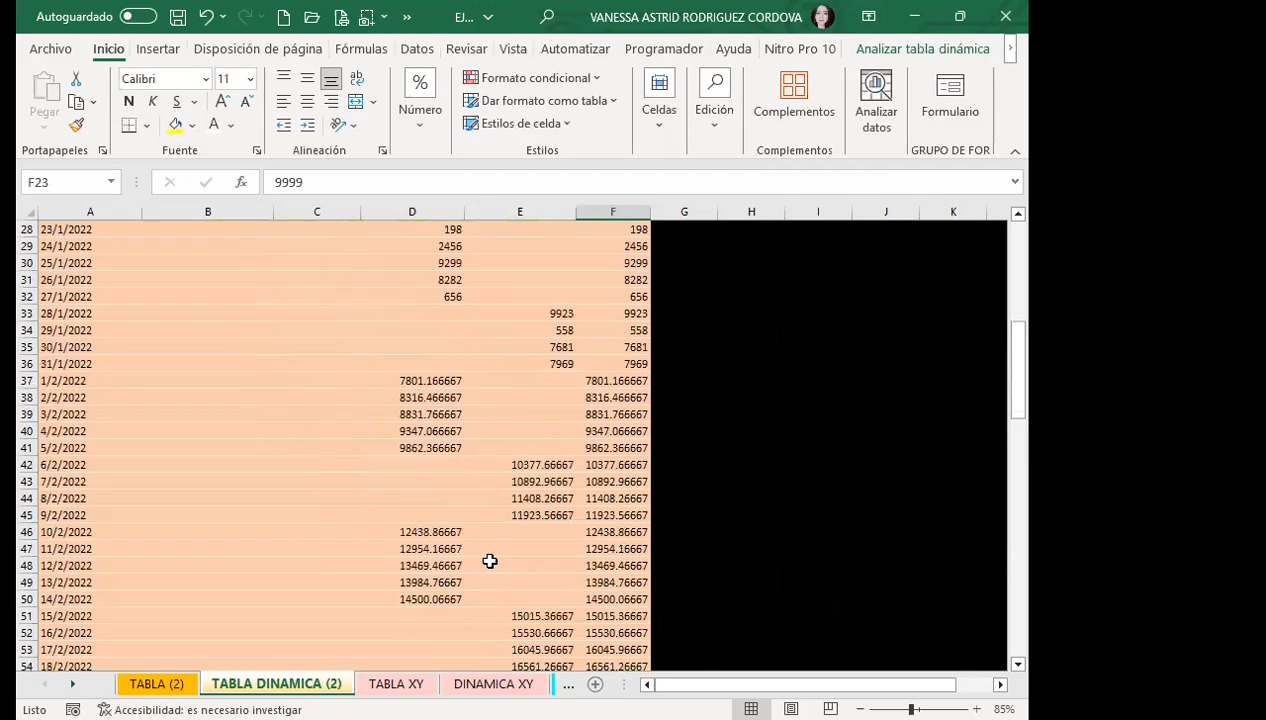 Autoguardado EJ... VANESSA ASTRID RODRIGUEZ CORDOVA
Archivo Inicio Insertar Disposición de página Fórmulas Datos Revisar Vista Automatizar Programador Ayuda Nitro Pro 10 Analizar tabla dinámica
Pegar
Calibri 11
N K S A A
A
ab
%
Número
Formato condicional
Dar formato como tabla
Estilos de celda
Celdas
Edición
Complementos
Analizar
datos
Formulario
Portapapeles Fuente Alineación Estilos Complementos GRUPO DE FOR
F23 fx 9999
A B C D E F G H I J K
28 23/1/2022 198 198
29 24/1/2022 2456 2456
30 25/1/2022 9299 9299
31 26/1/2022 8282 8282
32 27/1/2022 656 656
33 28/1/2022 9923 9923
34 29/1/2022 558 558
35 30/1/2022 7681 7681
36 31/1/2022 7969 7969
37 1/2/2022 7801.166667 7801.166667
38 2/2/2022 8316.466667 8316.466667
39 3/2/2022 8831.766667 8831.766667
40 4/2/2022 9347.066667 9347.066667
41 5/2/2022 9862.366667 9862.366667
42 6/2/2022 10377.66667 10377.66667
43 7/2/2022 10892.96667 10892.96667
44 8/2/2022 11408.26667 11408.26667
45 9/2/2022 11923.56667 11923.56667
46 10/2/2022 12438.86667 12438.86667
47 11/2/2022 12954.16667 12954.16667
48 12/2/2022 13469.46667 13469.46667
49 13/2/2022 13984.76667 13984.76667
50 14/2/2022 14500.06667 14500.06667
51 15/2/2022 15015.36667 15015.36667
52 16/2/2022 15530.66667 15530.66667
53 17/2/2022 16045.96667 16045.96667
54 18/2/2022 16561.26667 16561.26667
TABLA (2) TABLA DINAMICA (2) TABLA XY DINAMICA XY ...
Listo Accesibilidad: es necesario investigar 85%